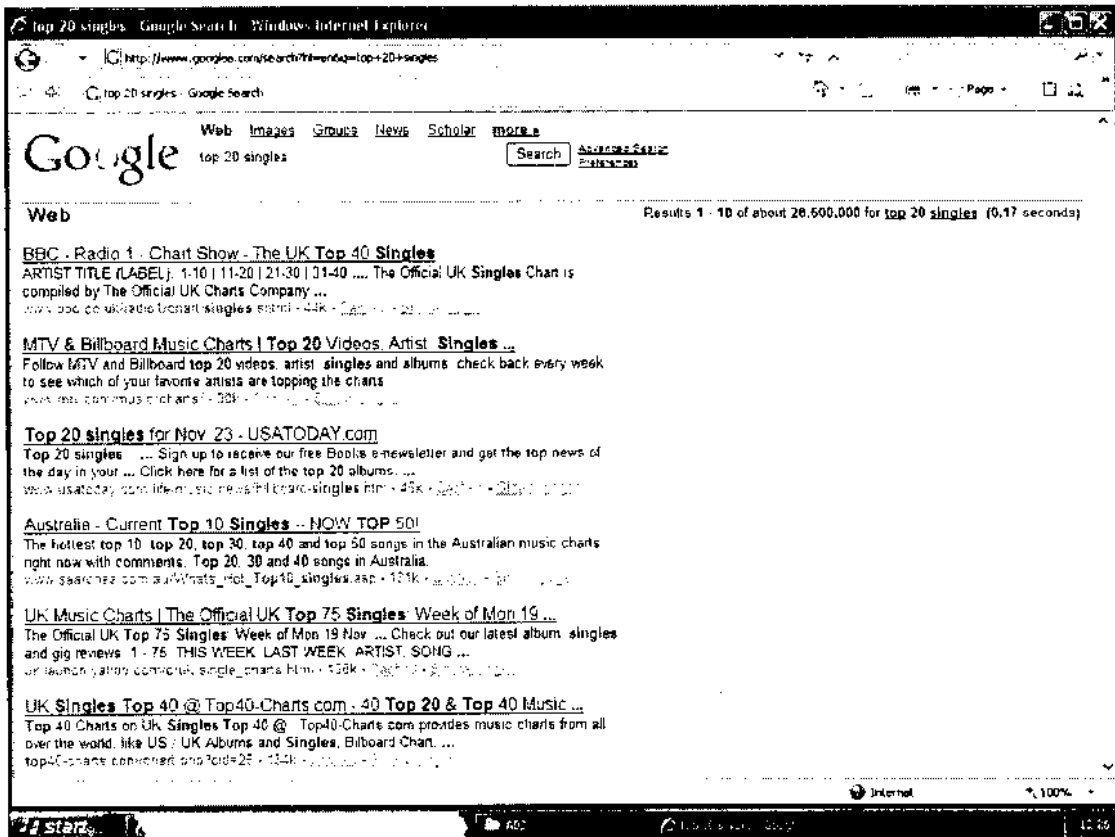 top 20 singles - Google Search - Windows Internet Explorer
top 20 singles - Google Search
Page
Web Images Groups News Scholar more »
Google
top 20 singles
Search
Advanced Search
Preferences
Web
Results 1 - 10 of about 26,500,000 for top 20 singles (0.17 seconds)
BBC - Radio 1 - Chart Show - The UK Top 40 Singles
ARTIST TITLE (LABEL). 1-10 | 11-20 | 21-30 | 31-40 .... The Official UK Singles Chart is
compiled by The Official UK Charts Company ...
MTV & Billboard Music Charts | Top 20 Videos, Artist, Singles ...
Follow MTV and Billboard top 20 videos, artist, singles and albums, check back every week
to see which of your favorite artists are topping the charts
Top 20 singles for Nov. 23 - USATODAY.com
Top 20 singles ... Sign up to receive our free Books e-newsletter and get the top news of
the day in your ... Click here for a list of the top 20 albums. ...
Australia - Current Top 10 Singles -- NOW TOP 50!
The hottest top 10, top 20, top 30, top 40 and top 50 songs in the Australian music charts
right now with comments. Top 20, 30 and 40 songs in Australia.
UK Music Charts | The Official UK Top 75 Singles: Week of Mon 19 ...
The Official UK Top 75 Singles: Week of Mon 19 Nov ... Check out our latest album, singles
and gig reviews. 1 - 75. THIS WEEK. LAST WEEK. ARTIST, SONG ...
UK Singles Top 40 @ Top40-Charts.com - 40 Top 20 & Top 40 Music ...
Top 40 Charts on UK Singles Top 40 @ Top40-Charts.com provides music charts from all
over the world, like US / UK Albums and Singles, Bilboard Chart, ...
Internet
100%
start